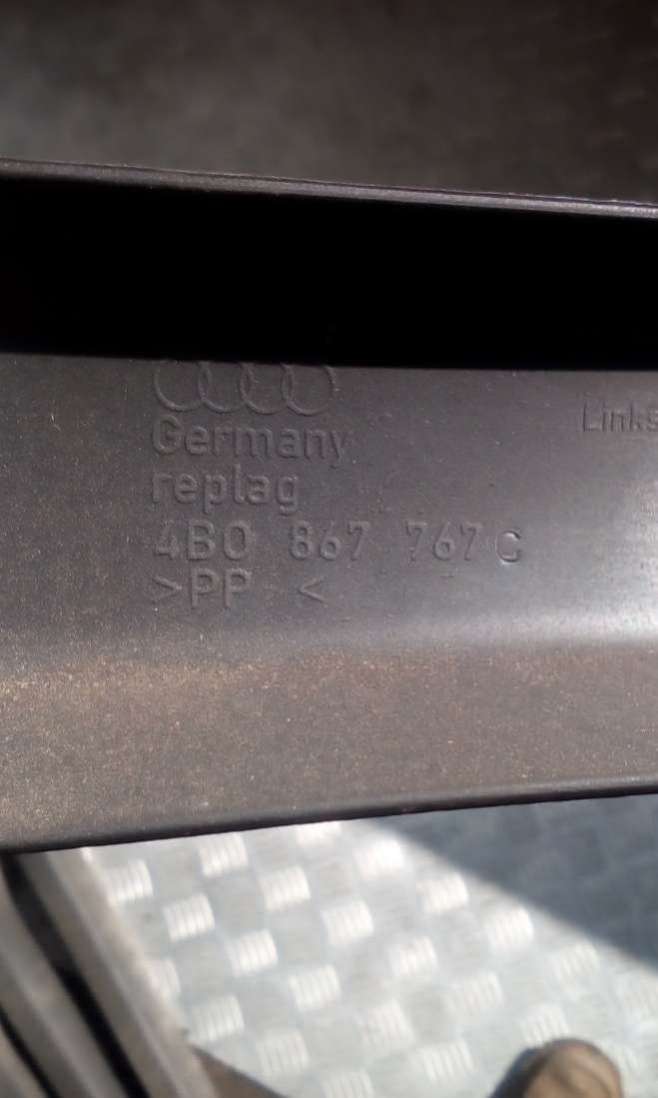 Germany
Links
replag
4B0 867 767 C
>PP <